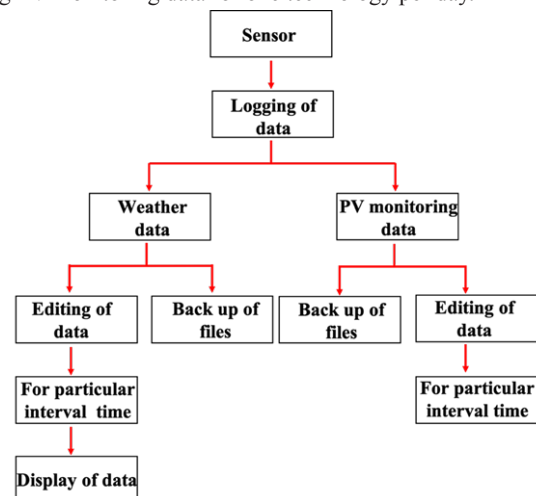 Sensor
Logging of
data
Weather
data
PV monitoring
data
Editing of
data
Back up of
files
Back up of
files
Editing of
data
For particular
interval time
For particular
interval time
Display of data